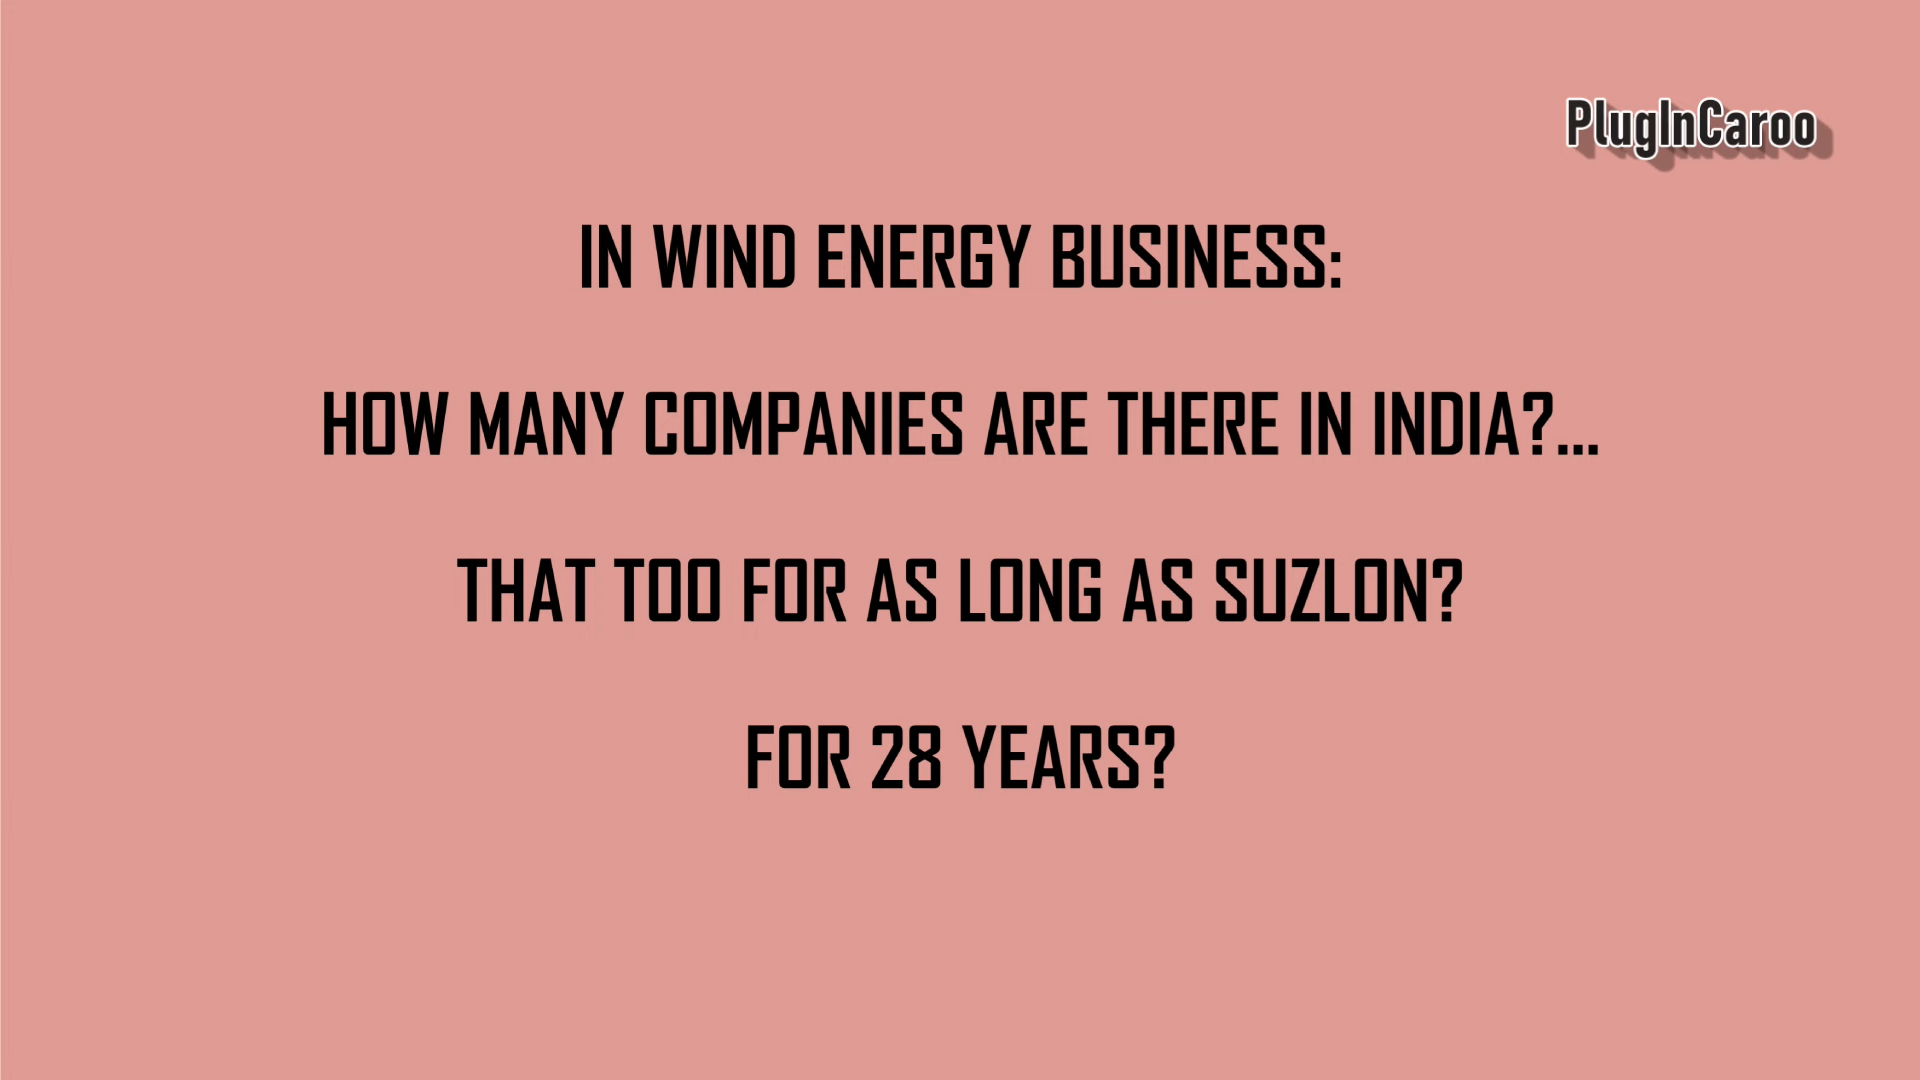 PlugInCaroo
IN WIND ENERGY BUSINESS:
HOW MANY COMPANIES ARE THERE IN INDIA?...
THAT TOO FOR AS LONG AS SUZLON?
FOR 28 YEARS?